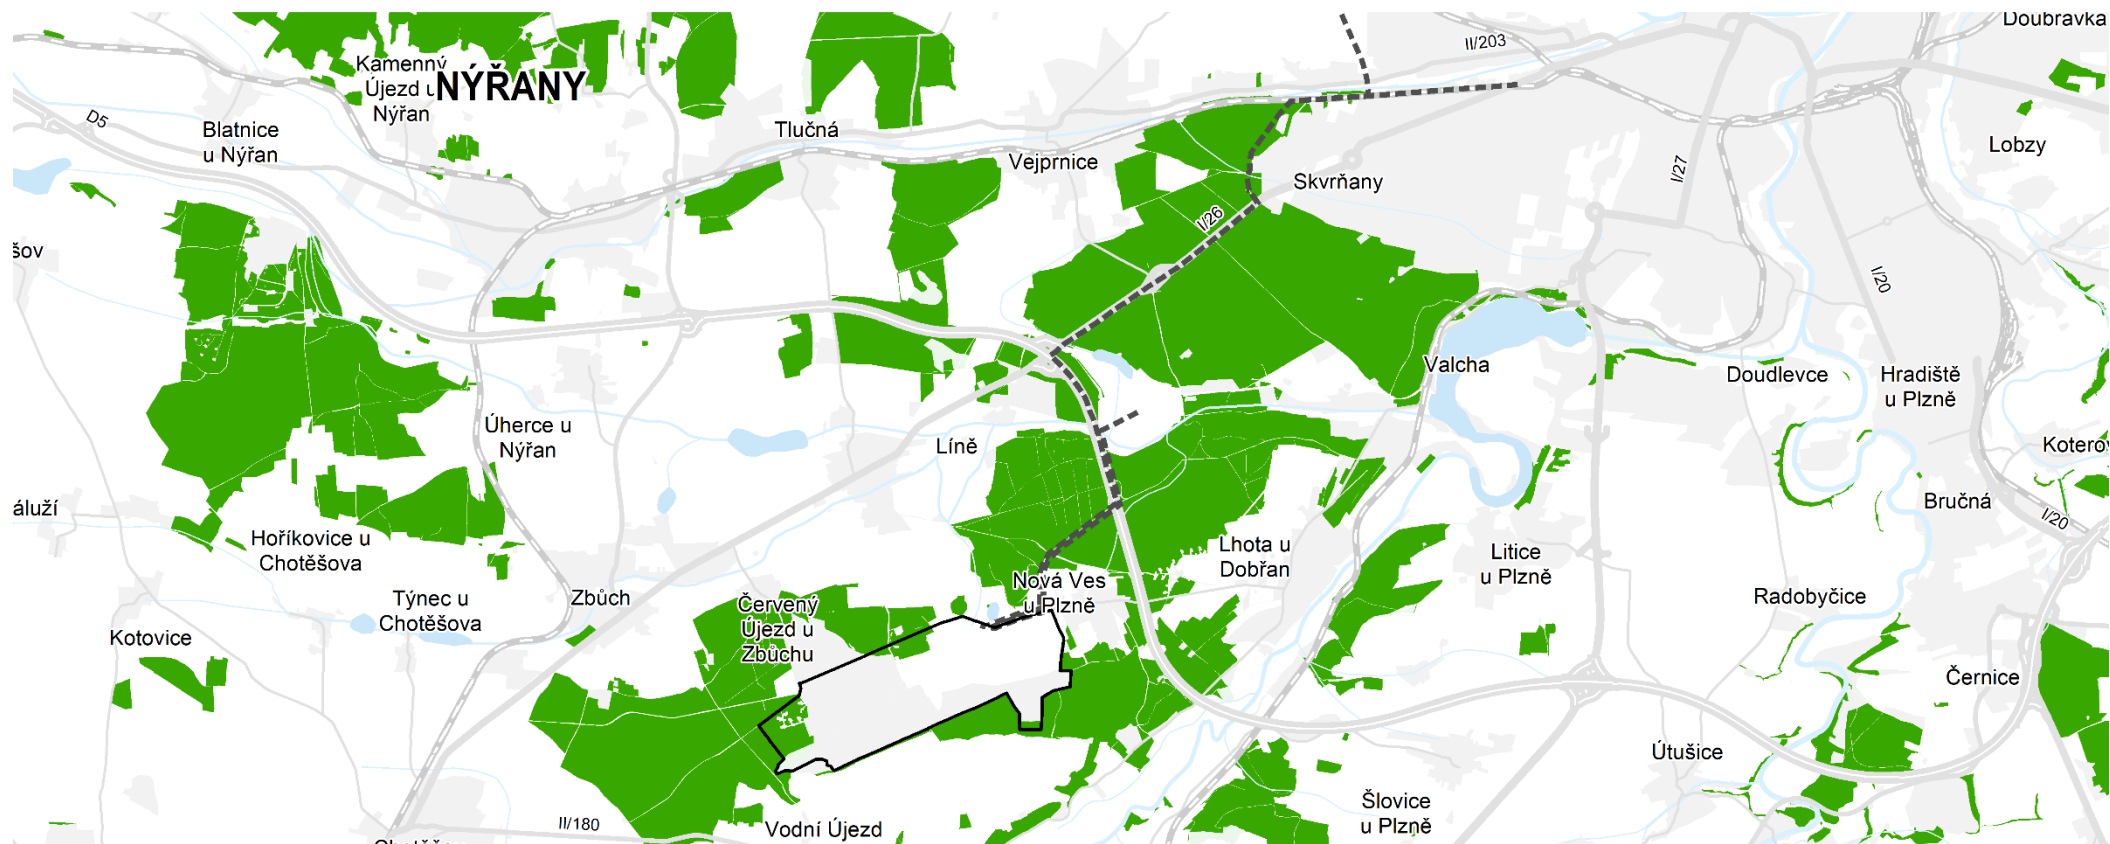 Doubravka
II/203
Kamenný
Újezd u
Nýřan
NÝŘANY
D5
Blatnice
u Nýřan
Tlučná
Vejprnice
Skvrňany
I/27
Lobzy
I/26
šov
I/20
Valcha
Doudlevce
Hradiště
u Plzně
Úherce u
Nýřan
Líně
Koterov
áluží
Bručná
I/20
Hoříkovice u
Chotěšova
Lhota u
Dobřan
Litice
u Plzně
Nová Ves
u Plzně
Týnec u
Chotěšova
Zbůch
Červený
Újezd u
Zbůchu
Radobyčice
Kotovice
Černice
Útušice
Šlovice
u Plzně
II/180
Vodní Újezd